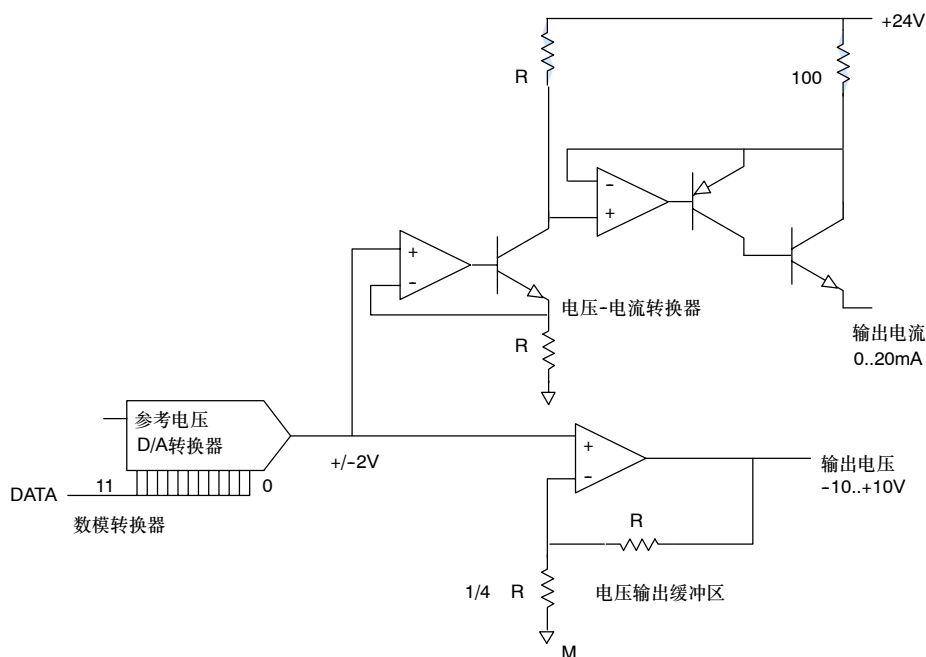 +24V
R
100
-
+
+
-
电压-电流转换器
R
输出电流
0..20mA
参考电压
D/A转换器
+/-2V
+
-
输出电压
-10..+10V
DATA
11
0
数模转换器
R
1/4 R
电压输出缓冲区
M